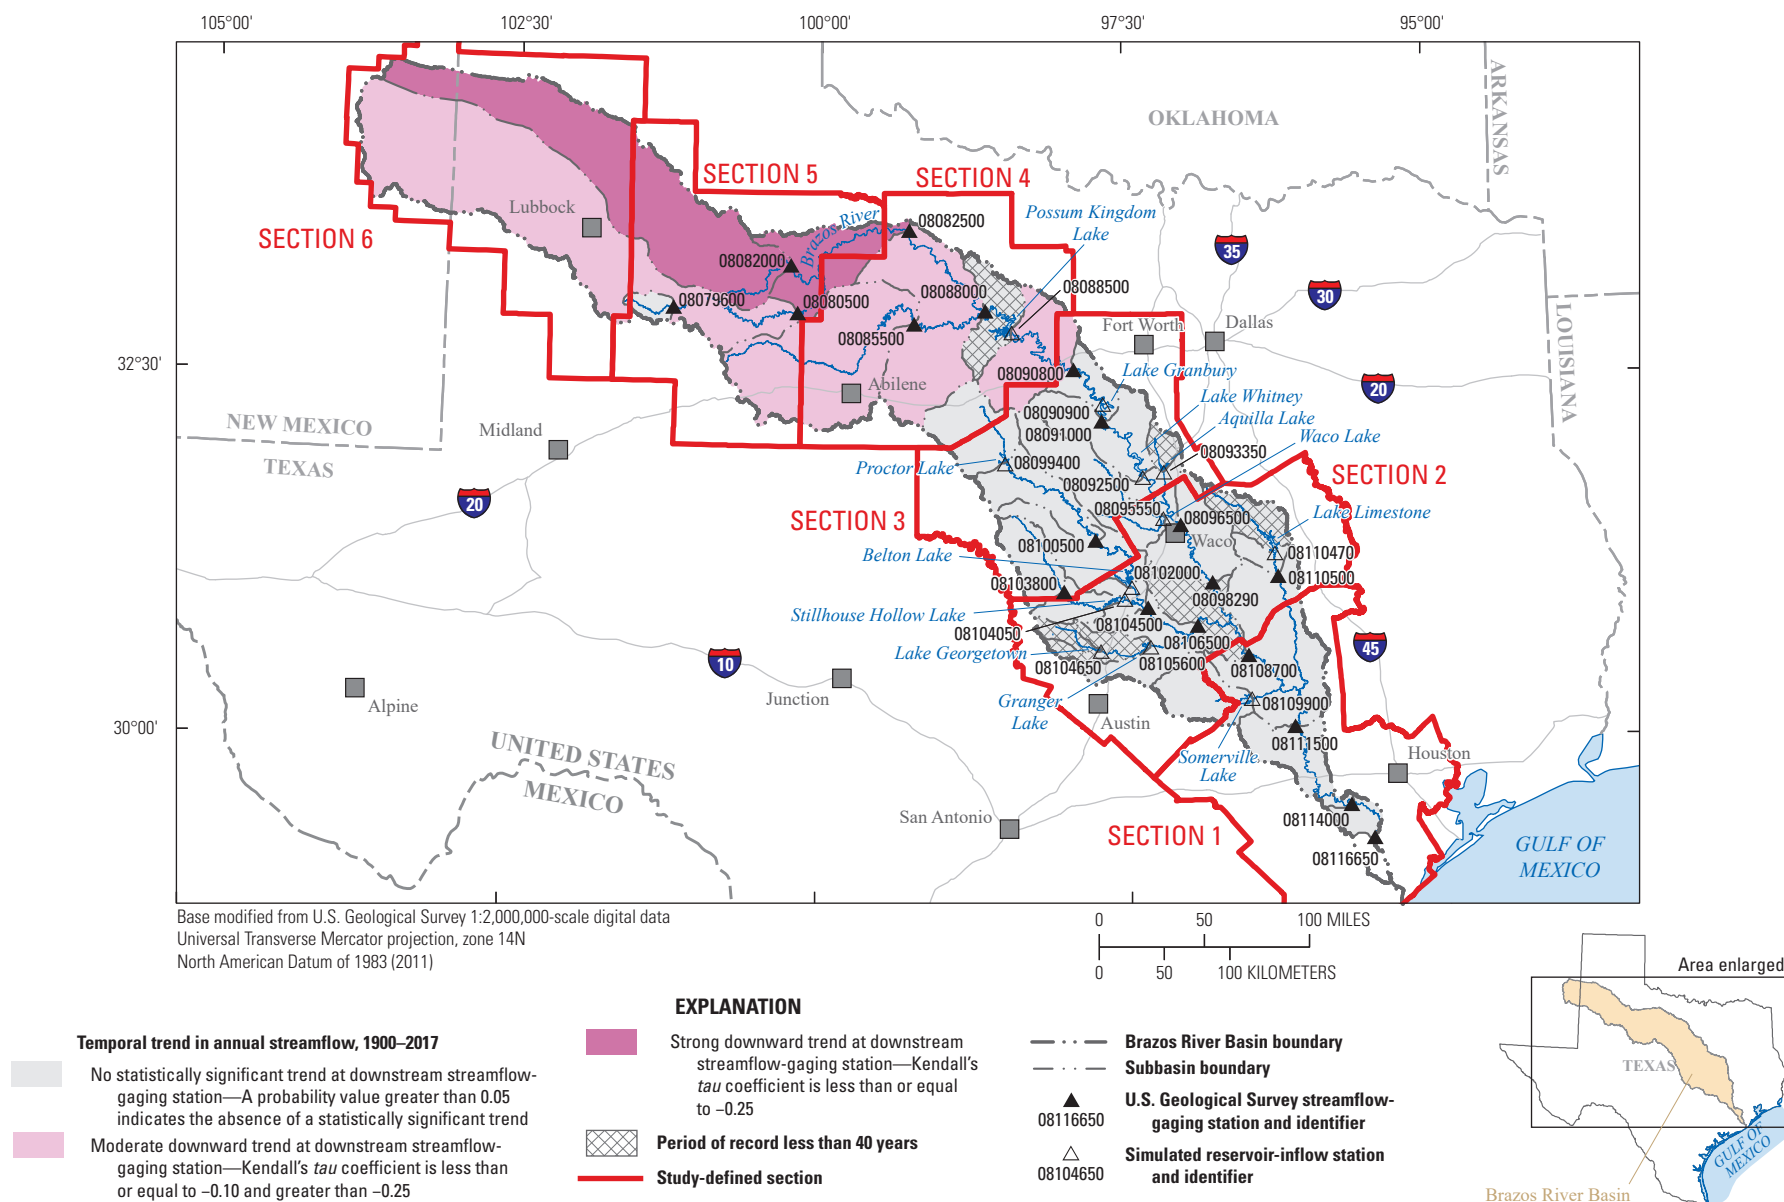 105°00'
102°30'
100°00'
97°30'
95°00'
32°30'
30°00'
OKLAHOMA
ARKANSAS
LOUISIANA
NEW MEXICO
TEXAS
UNITED STATES
MEXICO
GULF OF
MEXICO
SECTION 6
SECTION 5
SECTION 4
SECTION 3
SECTION 2
SECTION 1
Lubbock
Midland
Abilene
Fort Worth
Dallas
Waco
Alpine
Junction
Austin
San Antonio
Houston
35
30
20
20
10
45
Brazos River
Possum Kingdom
Lake
Lake Granbury
Lake Whitney
Aquilla Lake
Waco Lake
Proctor Lake
Belton Lake
Lake Limestone
Stillhouse Hollow Lake
Lake Georgetown
Granger
Lake
Somerville
Lake
08082500
08082000
08079600
08080500
08088000
08088500
08085500
08090800
08090900
08091000
08099400
08093350
08092500
08095550
08096500
08100500
08110470
08110500
08102000
08103800
08098290
08104500
08104050
08106500
08104650
08105600
08108700
08109900
08111500
08114000
08116650
Base modified from U.S. Geological Survey 1:2,000,000-scale digital data
Universal Transverse Mercator projection, zone 14N
North American Datum of 1983 (2011)
0 50 100 MILES
0 50 100 KILOMETERS
EXPLANATION
Temporal trend in annual streamflow, 1900–2017
No statistically significant trend at downstream streamflow-
gaging station—A probability value greater than 0.05
indicates the absence of a statistically significant trend
Moderate downward trend at downstream streamflow-
gaging station—Kendall's tau coefficient is less than
or equal to −0.10 and greater than −0.25
Strong downward trend at downstream
streamflow-gaging station—Kendall's
tau coefficient is less than or equal
to −0.25
Period of record less than 40 years
Study-defined section
Brazos River Basin boundary
Subbasin boundary
U.S. Geological Survey streamflow-
gaging station and identifier
08116650
Simulated reservoir-inflow station
and identifier
08104650
Area enlarged
TEXAS
GULF OF
MEXICO
Brazos River Basin